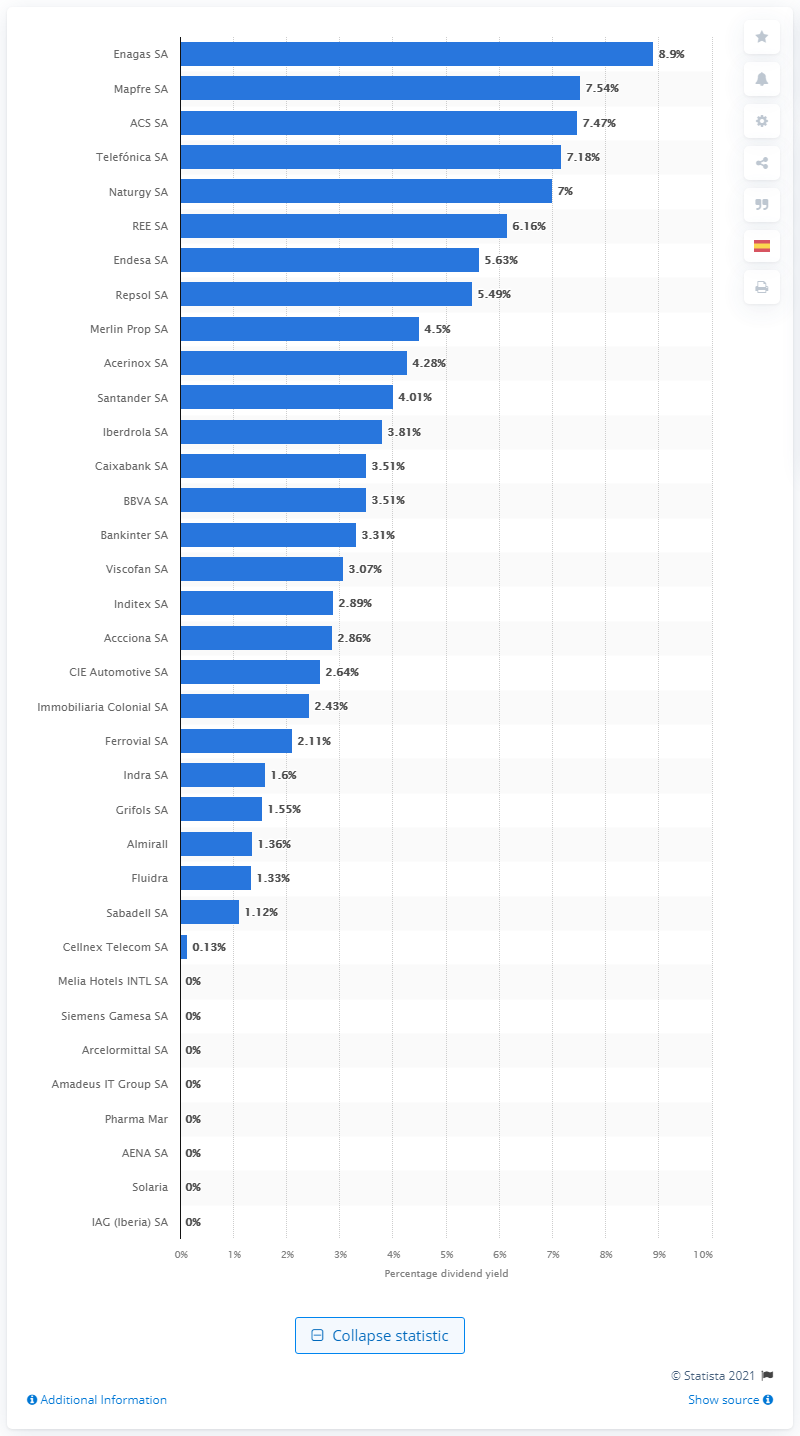 Enagas SA 8.9%
Mapfre SA 7.54%
ACS SA 7.47%
Telefónica SA 7.18%
Naturgy SA 7%
REE SA 6.16%
Endesa SA 5.63%
Repsol SA 5.49%
Merlin Prop SA 4.5%
Acerinox SA 4.28%
Santander SA 4.01%
Iberdrola SA 3.81%
Caixabank SA 3.51%
BBVA SA 3.51%
Bankinter SA 3.31%
Viscofan SA 3.07%
Inditex SA 2.89%
Accciona SA 2.86%
CIE Automotive SA 2.64%
Immobiliaria Colonial SA 2.43%
Ferrovial SA 2.11%
Indra SA 1.6%
Grifols SA 1.55%
Almirall 1.36%
Fluidra 1.33%
Sabadell SA 1.12%
Cellnex Telecom SA 0.13%
Melia Hotels INTL SA 0%
Siemens Gamesa SA 0%
Arcelormittal SA 0%
Amadeus IT Group SA 0%
Pharma Mar 0%
AENA SA 0%
Solaria 0%
IAG (Iberia) SA 0%
0% 1% 2% 3% 4% 5% 6% 7% 8% 9% 10%
Percentage dividend yield
Collapse statistic
© Statista 2021
Additional Information Show source